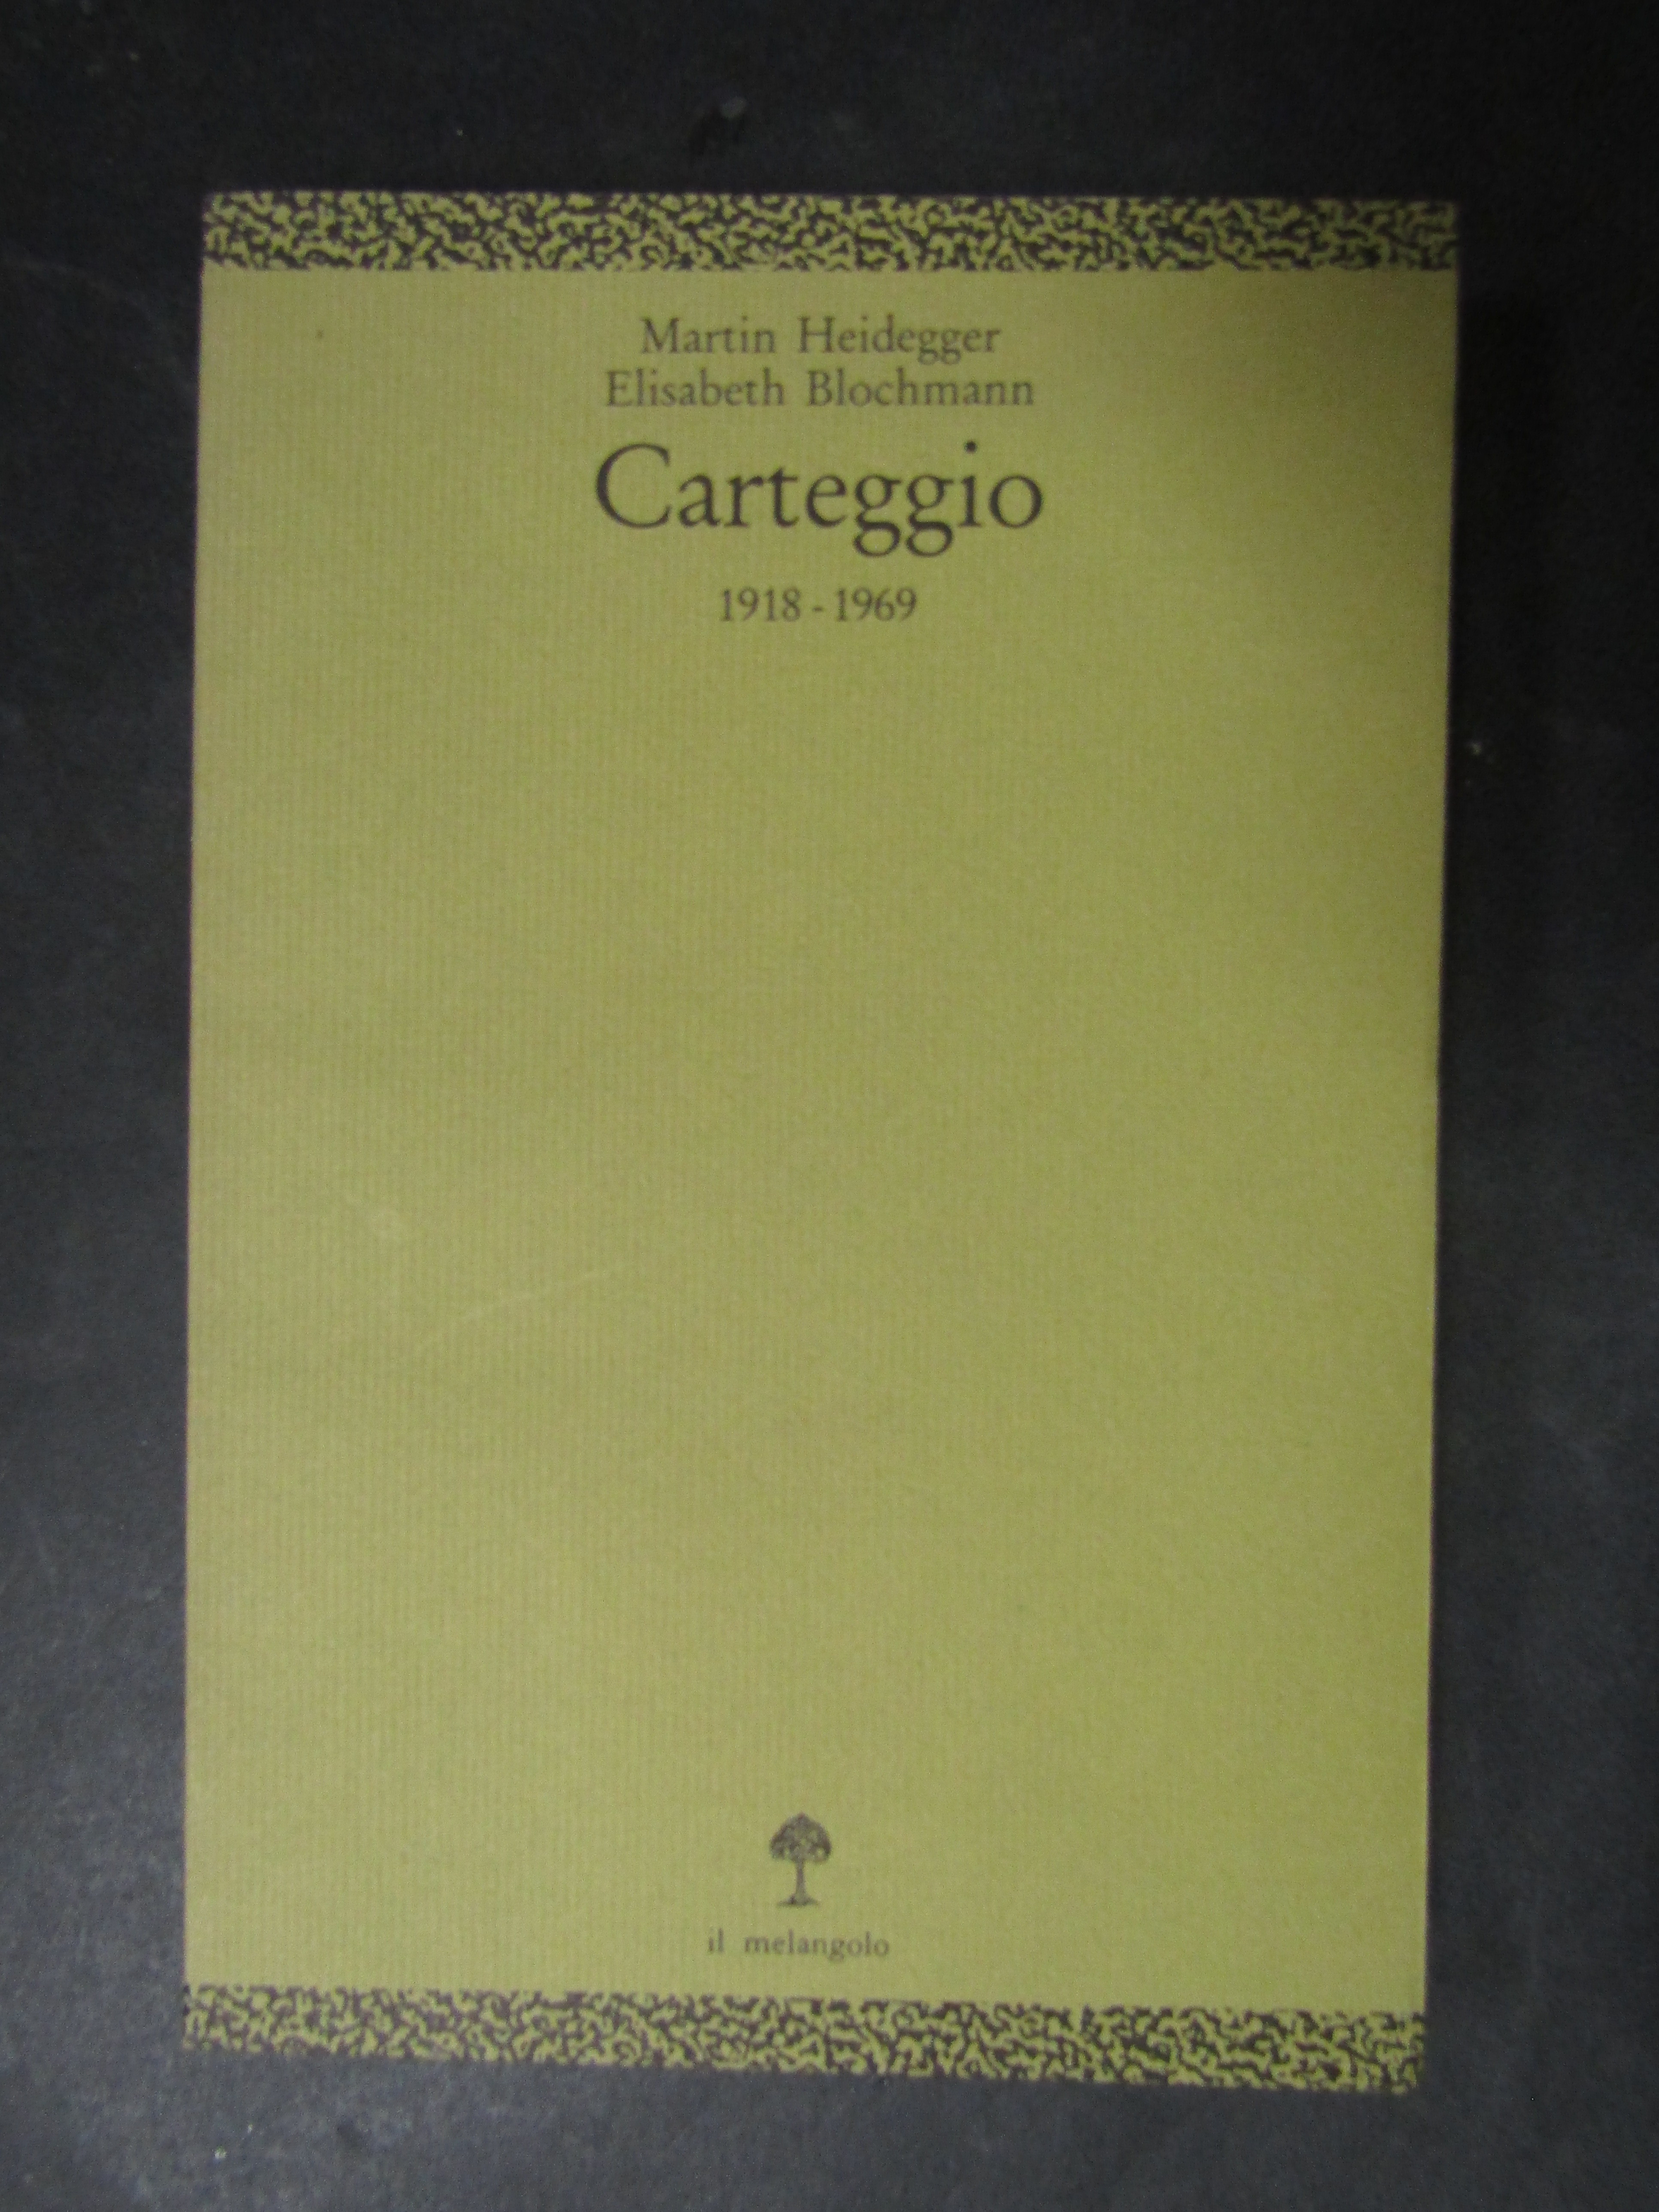 Martin Heidegger
Elisabeth Blochmann
Carteggio
1918 - 1969
il melangolo